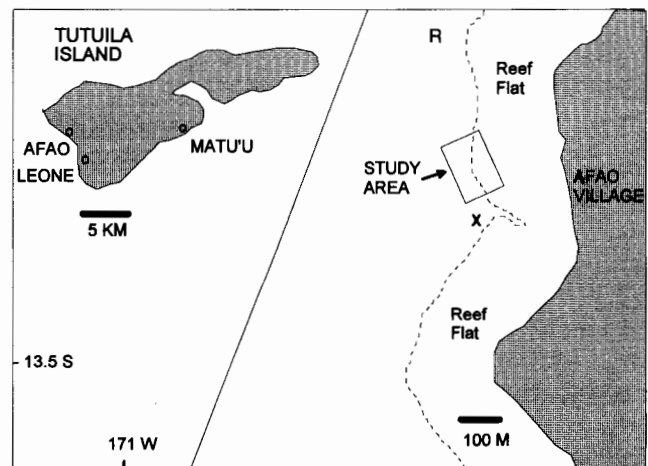 TUTUILA
ISLAND
AFAO
LEONE
MATU'U
5 KM
13.5 S
171 W
R
Reef
Flat
STUDY
AREA
X
AFAO
VILLAGE
Reef
Flat
100 M